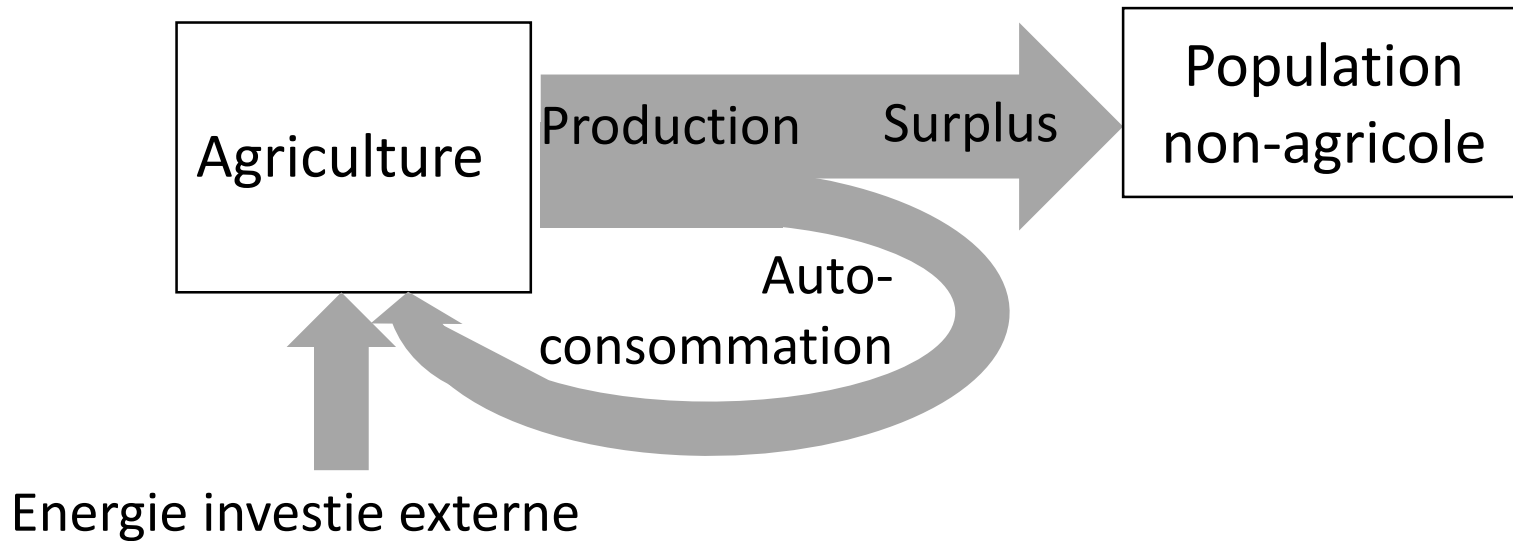 Agriculture
Production
Surplus
Population
non-agricole
Auto-
consommation
Energie investie externe